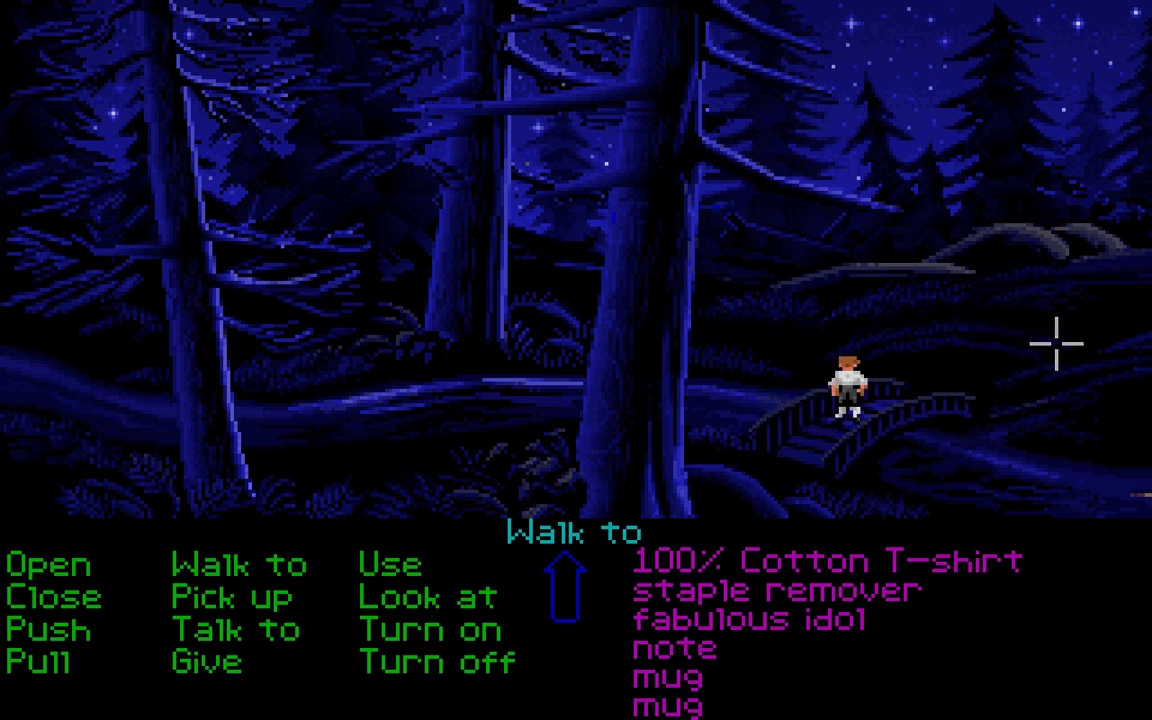 Walk to
Open Walk to Use
Close Pick up Look at
Push Talk to Turn on
Pull Give Turn off
100% Cotton T-shirt
staple remover
fabulous idol
note
mug
mug